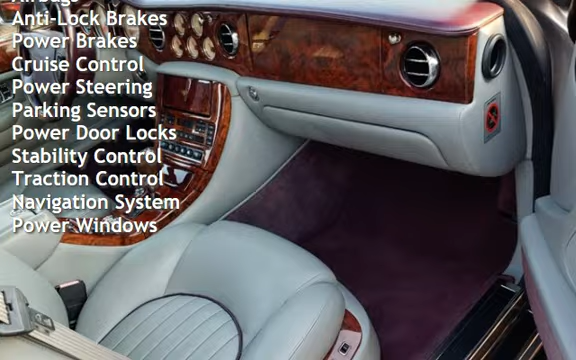 Anti-Lock Brakes
Power Brakes
Cruise Control
Power Steering
Parking Sensors
Power Door Locks
Stability Control
Traction Control
Navigation System
Power Windows